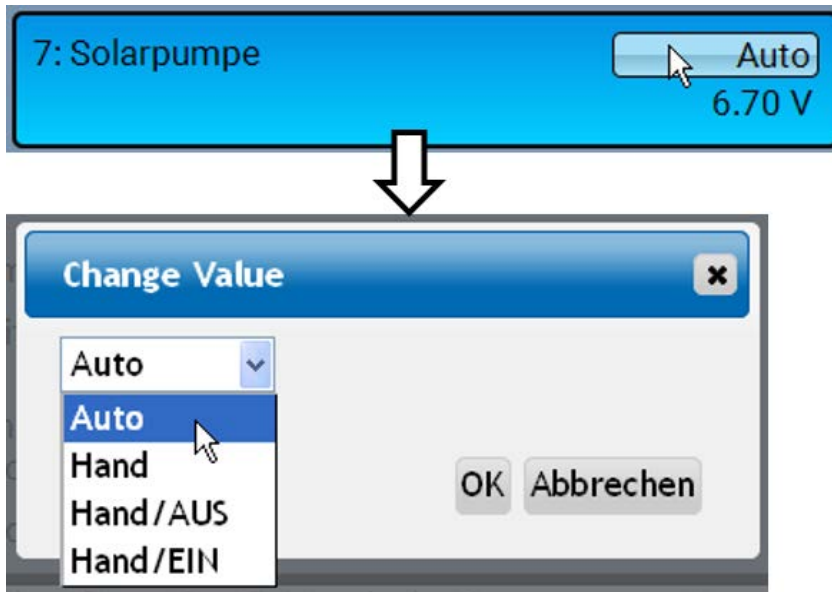 7: Solarpumpe Auto
6.70 V
Change Value
Auto
Auto
Hand
Hand/AUS
Hand/EIN
OK Abbrechen